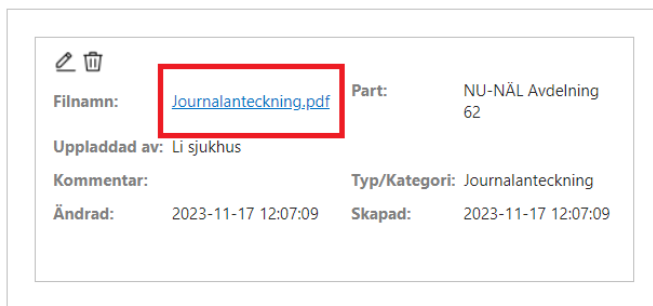 Filnamn: Journalanteckning.pdf Part: NU-NÄL Avdelning
62
Uppladdad av: Li sjukhus
Kommentar: Typ/Kategori: Journalanteckning
Ändrad: 2023-11-17 12:07:09 Skapad: 2023-11-17 12:07:09